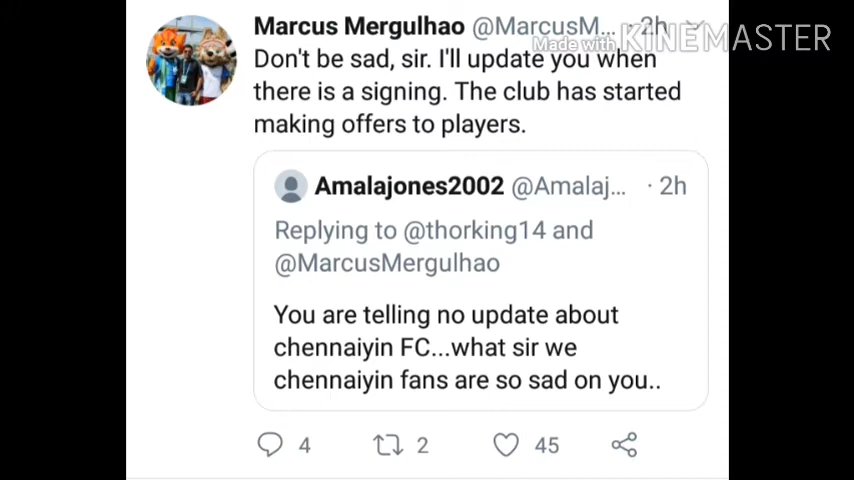 Marcus Mergulhao @MarcusM... · 2h
Made with KINEMASTER
Don't be sad, sir. I'll update you when
there is a signing. The club has started
making offers to players.
Amalajones2002 @Amalaj... · 2h
Replying to @thorking14 and
@MarcusMergulhao
You are telling no update about
chennaiyin FC...what sir we
chennaiyin fans are so sad on you..
4 2 45